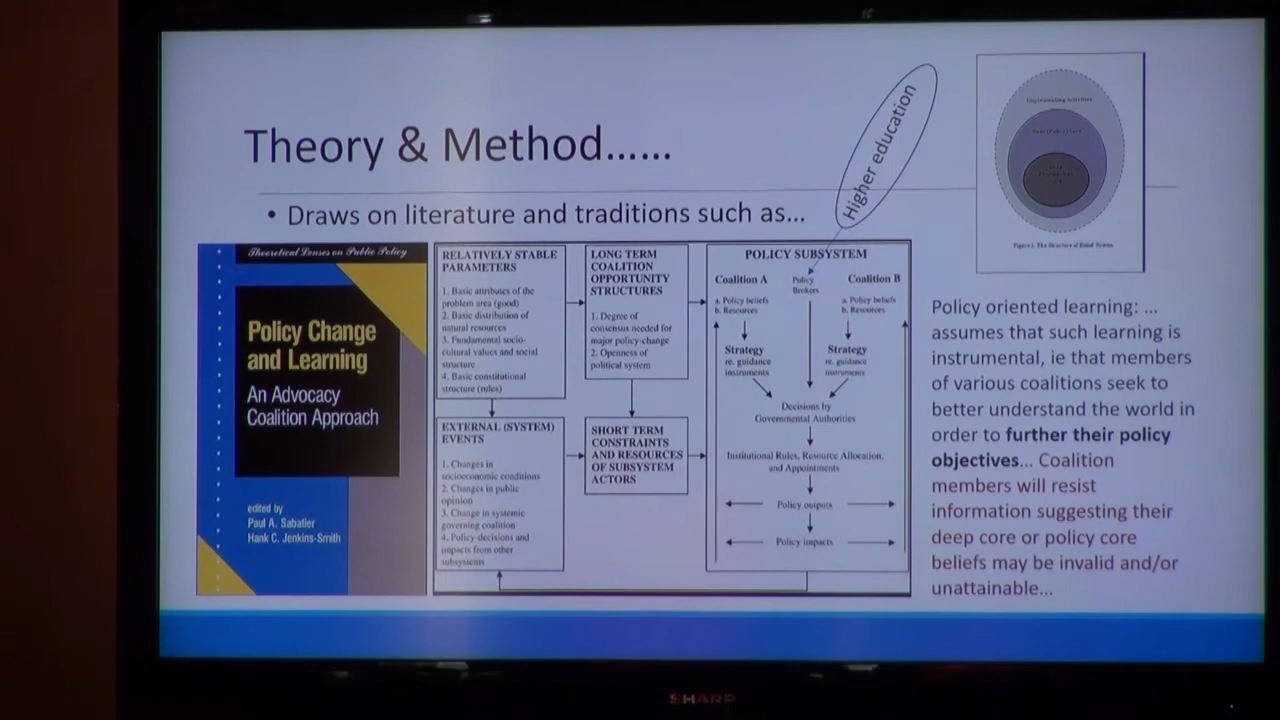 Theory & Method……
• Draws on literature and traditions such as…
Higher education
Implementing Activities
Theoretical Lenses on Public Policy
Policy Change
and Learning
An Advocacy
Coalition Approach
edited by
Paul A. Sabatier
Hank C. Jenkins-Smith
RELATIVELY STABLE
PARAMETERS
1. Basic attributes of the
problem area (good)
2. Basic distribution of
natural resources
3. Fundamental socio-
cultural values and social
structure
4. Basic constitutional
structure (rules)
EXTERNAL (SYSTEM)
EVENTS
1. Changes in
socioeconomic conditions
2. Changes in public
opinion
3. Change in systemic
governing coalition
4. Policy decisions and
impacts from other
subsystems
LONG TERM
COALITION
OPPORTUNITY
STRUCTURES
1. Degree of
consensus needed for
major policy-change
2. Openness of
political system
SHORT TERM
CONSTRAINTS
AND RESOURCES
OF SUBSYSTEM
ACTORS
POLICY SUBSYSTEM
Coalition A
a. Policy beliefs
b. Resources
Policy
Brokers
Coalition B
a. Policy beliefs
b. Resources
Strategy
re. guidance
instruments
Strategy
re. guidance
instruments
Decisions by
Governmental Authorities
Institutional Rules, Resource Allocation,
and Appointments
Policy outputs
Policy impacts
Policy oriented learning: …
assumes that such learning is
instrumental, ie that members
of various coalitions seek to
better understand the world in
order to further their policy
objectives… Coalition
members will resist
information suggesting their
deep core or policy core
beliefs may be invalid and/or
unattainable…
SHARP